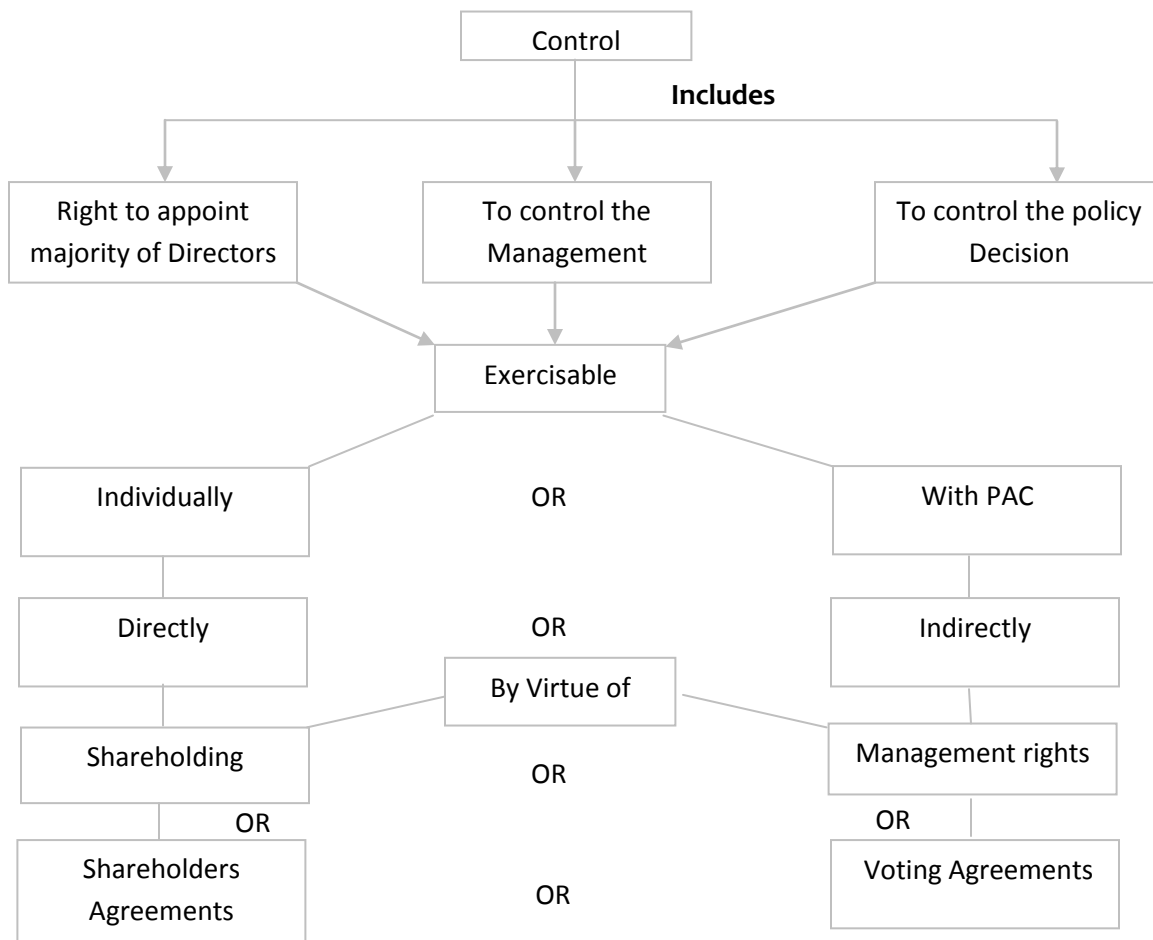 Control
Includes
Right to appoint
majority of Directors
To control the
Management
To control the policy
Decision
Exercisable
Individually
OR
With PAC
Directly
OR
Indirectly
By Virtue of
Shareholding
OR
Management rights
OR
OR
Shareholders
Agreements
OR
Voting Agreements